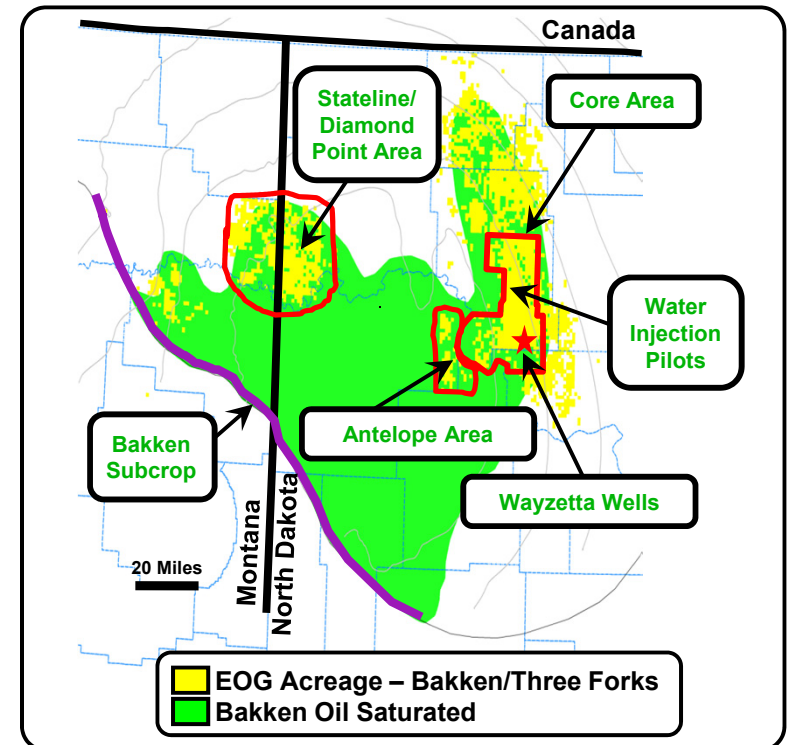 Canada
Stateline/
Diamond
Point Area
Core Area
Water
Injection
Pilots
Antelope Area
Bakken
Subcrop
Wayzetta Wells
20 Miles
Montana
North Dakota
EOG Acreage – Bakken/Three Forks
Bakken Oil Saturated